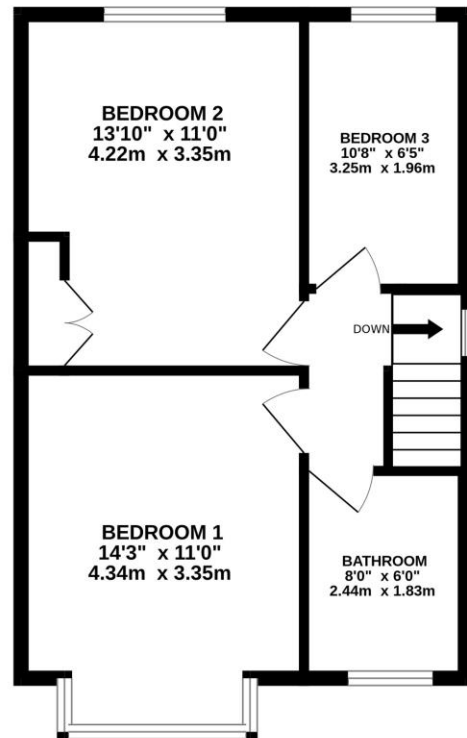 BEDROOM 2
13'10" x 11'0"
4.22m x 3.35m
BEDROOM 3
10'8" x 6'5"
3.25m x 1.96m
DOWN
BEDROOM 1
14'3" x 11'0"
4.34m x 3.35m
BATHROOM
8'0" x 6'0"
2.44m x 1.83m